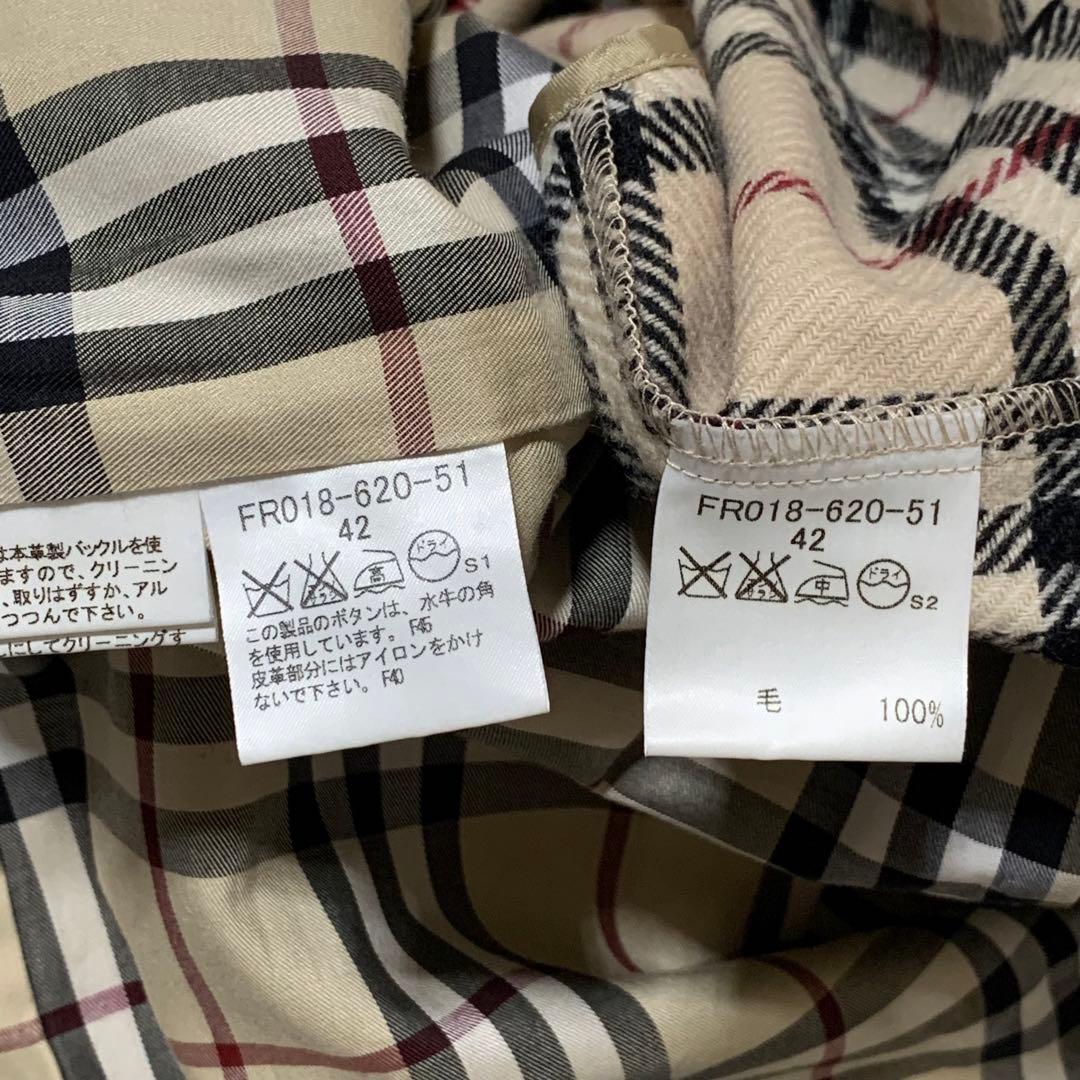 は本革製バックルを使
ますので、クリーニン
、取りはずすか、アル
つつんで下さい。
にしてクリーニングす
FR018-620-51
42
高 ドライ S1
この製品のボタンは、水牛の角
を使用しています。F45
皮革部分にはアイロンをかけ
ないで下さい。F40
FR018-620-51
42
中 ドライ S2
毛 100%